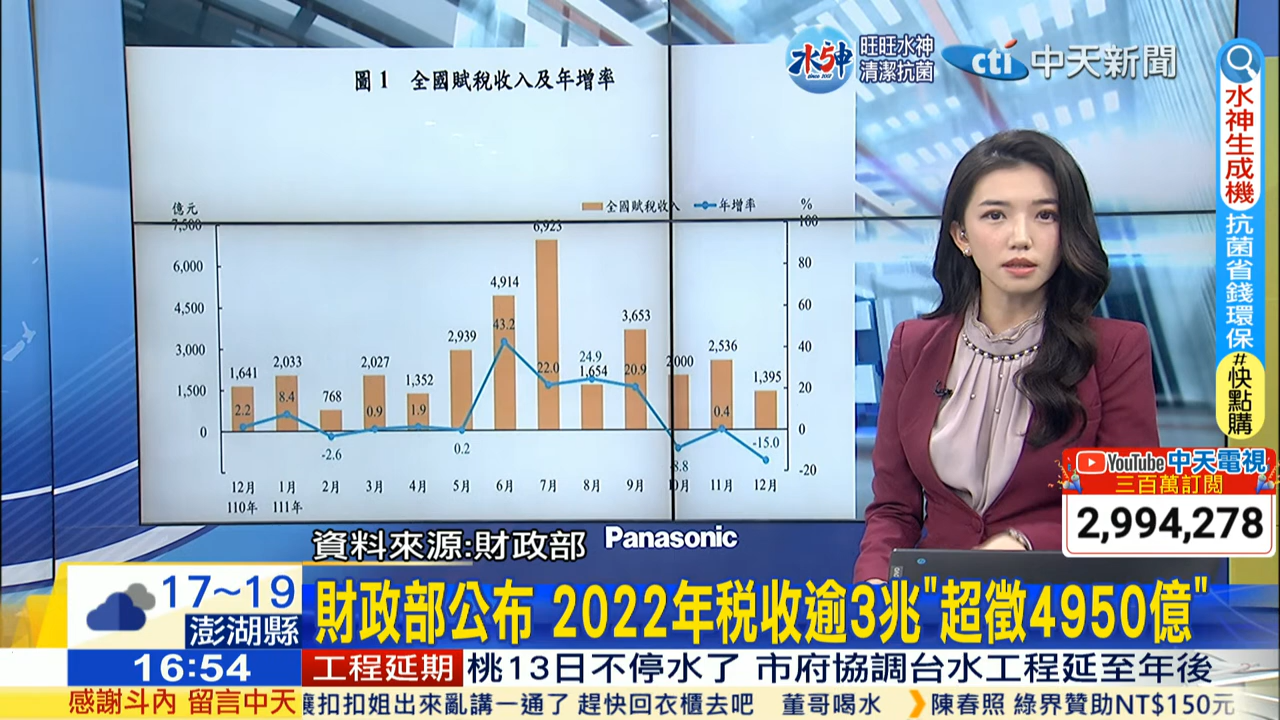 圖1 全國賦稅收入及年增率
水神
since 2017
旺旺水神
清潔抗菌
cti 中天新聞
水神生成機
抗菌省錢環保
#快點購
億元
全國賦稅收入 年增率
%
7,500 6,000 4,500 3,000 1,500 0
100 80 60 40 20 0 -20
1,641 2,033 768 2,027 1,352 2,939 4,914 6,923 1,654 3,653 2,000 2,536 1,395
2.2 8.4 -2.6 0.9 1.9 0.2 43.2 22.0 24.9 20.9 -8.8 0.4 -15.0
12月 1月 2月 3月 4月 5月 6月 7月 8月 9月 10月 11月 12月
110年 111年
YouTube 中天電視
三百萬訂閱
2,994,278
資料來源:財政部
Panasonic
17~19
澎湖縣
財政部公布 2022年税收逾3兆"超徵4950億"
16:54
工程延期 桃13日不停水了 市府協調台水工程延至年後
感謝斗內 留言中天
讓扣扣姐出來亂講一通了 趕快回衣櫃去吧 董哥喝水 》陳春照 綠界贊助NT$150元